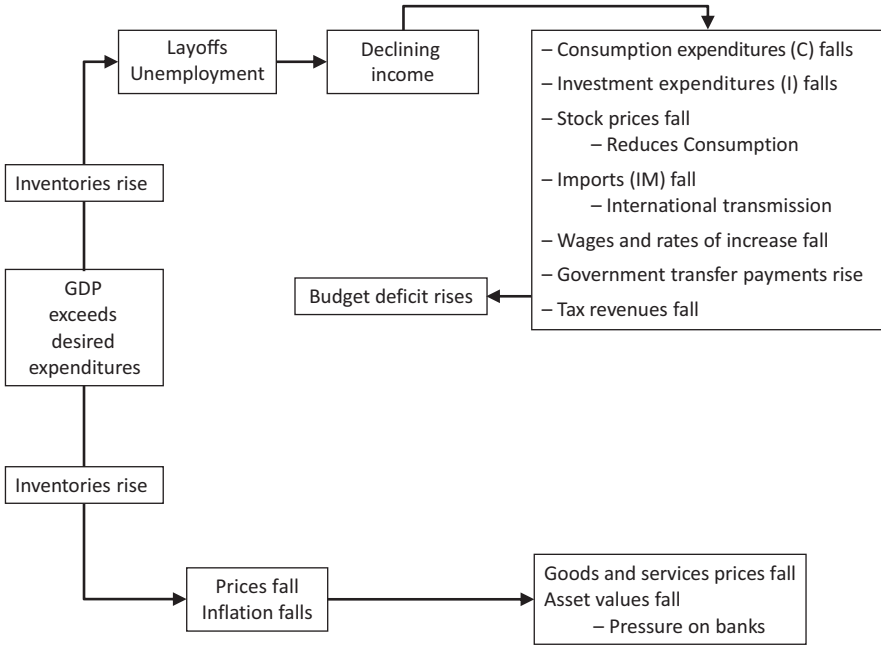 Layoffs
Unemployment
Declining
income
– Consumption expenditures (C) falls
– Investment expenditures (I) falls
– Stock prices fall
– Reduces Consumption
– Imports (IM) fall
– International transmission
– Wages and rates of increase fall
– Government transfer payments rise
– Tax revenues fall
Inventories rise
Budget deficit rises
GDP
exceeds
desired
expenditures
Inventories rise
Prices fall
Inflation falls
Goods and services prices fall
Asset values fall
– Pressure on banks